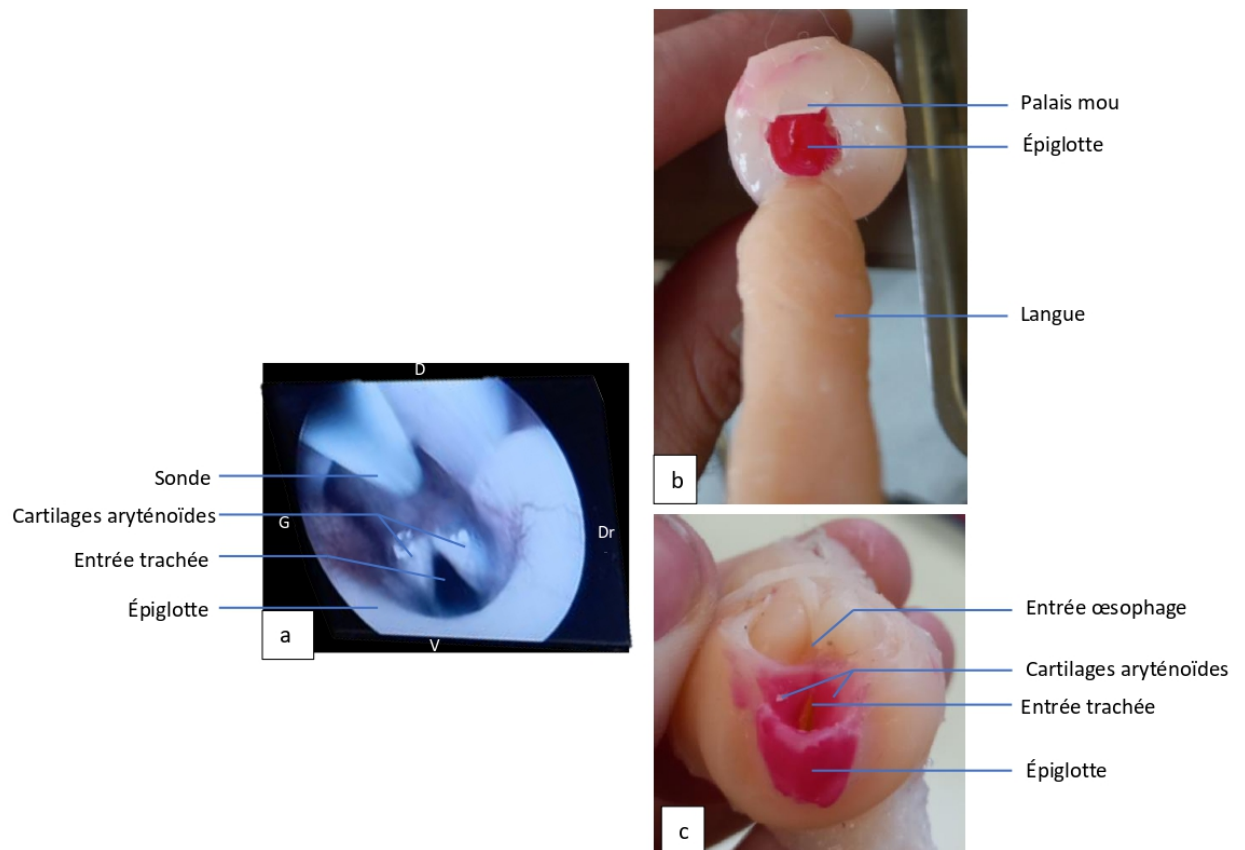 D
Sonde
Cartilages aryténoïdes
G
Dr
Entrée trachée
Épiglotte
a
V
Palais mou
Épiglotte
Langue
b
Entrée œsophage
Cartilages aryténoïdes
Entrée trachée
Épiglotte
c